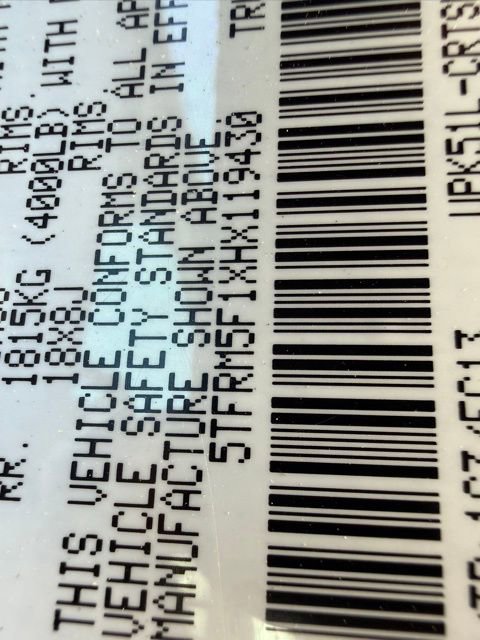 RIMS.
RR. 1815KG (4000LB) WITH
18X8J RIMS,
THIS VEHICLE CONFORMS TO ALL AP
VEHICLE SAFETY STANDARDS IN EFF
MANUFACTURE SHOWN ABOVE.
5TFRM5F1XHX119430 TR